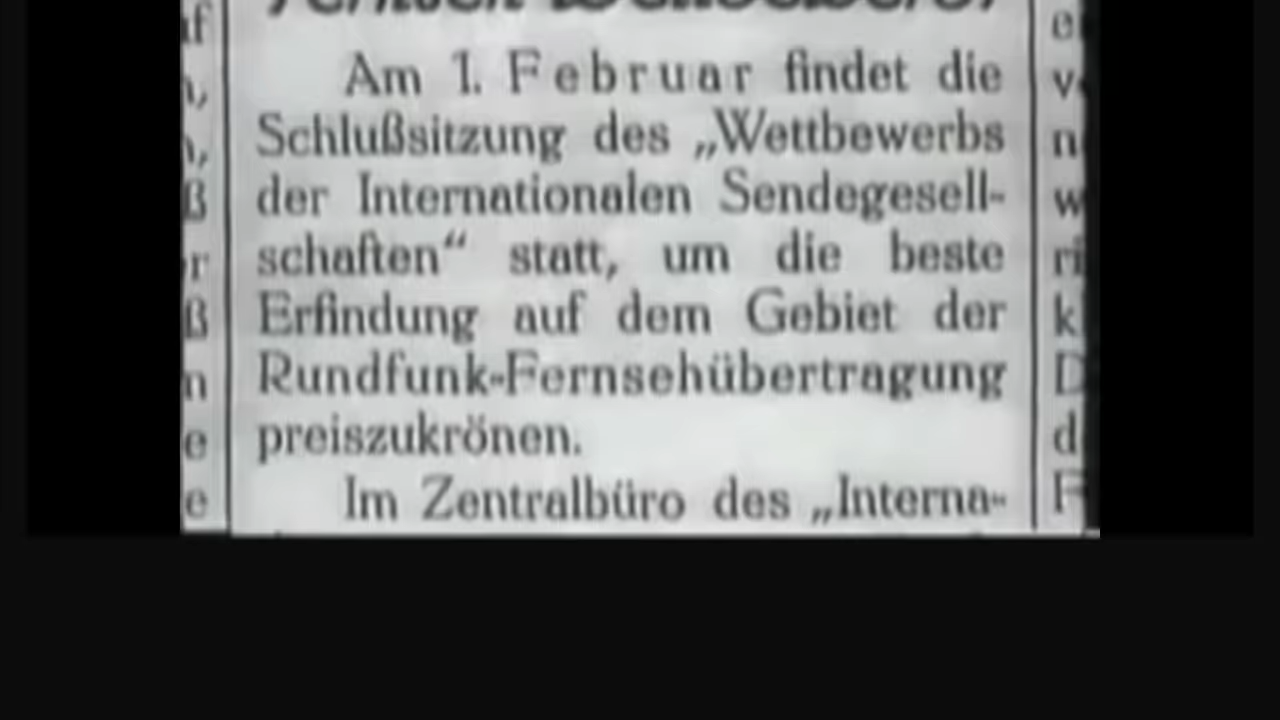 Am 1. Februar findet die
Schlußsitzung des „Wettbewerbs
der Internationalen Sendegesell-
schaften“ statt, um die beste
Erfindung auf dem Gebiet der
Rundfunk-Fernsehübertragung
preiszukrönen.
Im Zentralbüro des „Interna-